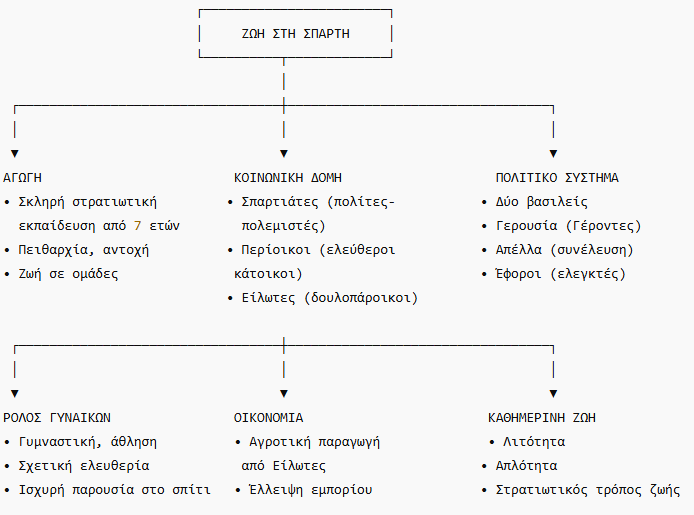 ΖΩΗ ΣΤΗ ΣΠΑΡΤΗ
ΑΓΩΓΗ
• Σκληρή στρατιωτική
εκπαίδευση από 7 ετών
• Πειθαρχία, αντοχή
• Ζωή σε ομάδες
ΚΟΙΝΩΝΙΚΗ ΔΟΜΗ
• Σπαρτιάτες (πολίτες-
πολεμιστές)
• Περίοικοι (ελεύθεροι
κάτοικοι)
• Είλωτες (δουλοπάροικοι)
ΠΟΛΙΤΙΚΟ ΣΥΣΤΗΜΑ
• Δύο βασιλείς
• Γερουσία (Γέροντες)
• Απέλλα (συνέλευση)
• Έφοροι (ελεγκτές)
ΡΟΛΟΣ ΓΥΝΑΙΚΩΝ
• Γυμναστική, άθληση
• Σχετική ελευθερία
• Ισχυρή παρουσία στο σπίτι
ΟΙΚΟΝΟΜΙΑ
• Αγροτική παραγωγή
από Είλωτες
• Έλλειψη εμπορίου
ΚΑΘΗΜΕΡΙΝΗ ΖΩΗ
• Λιτότητα
• Απλότητα
• Στρατιωτικός τρόπος ζωής